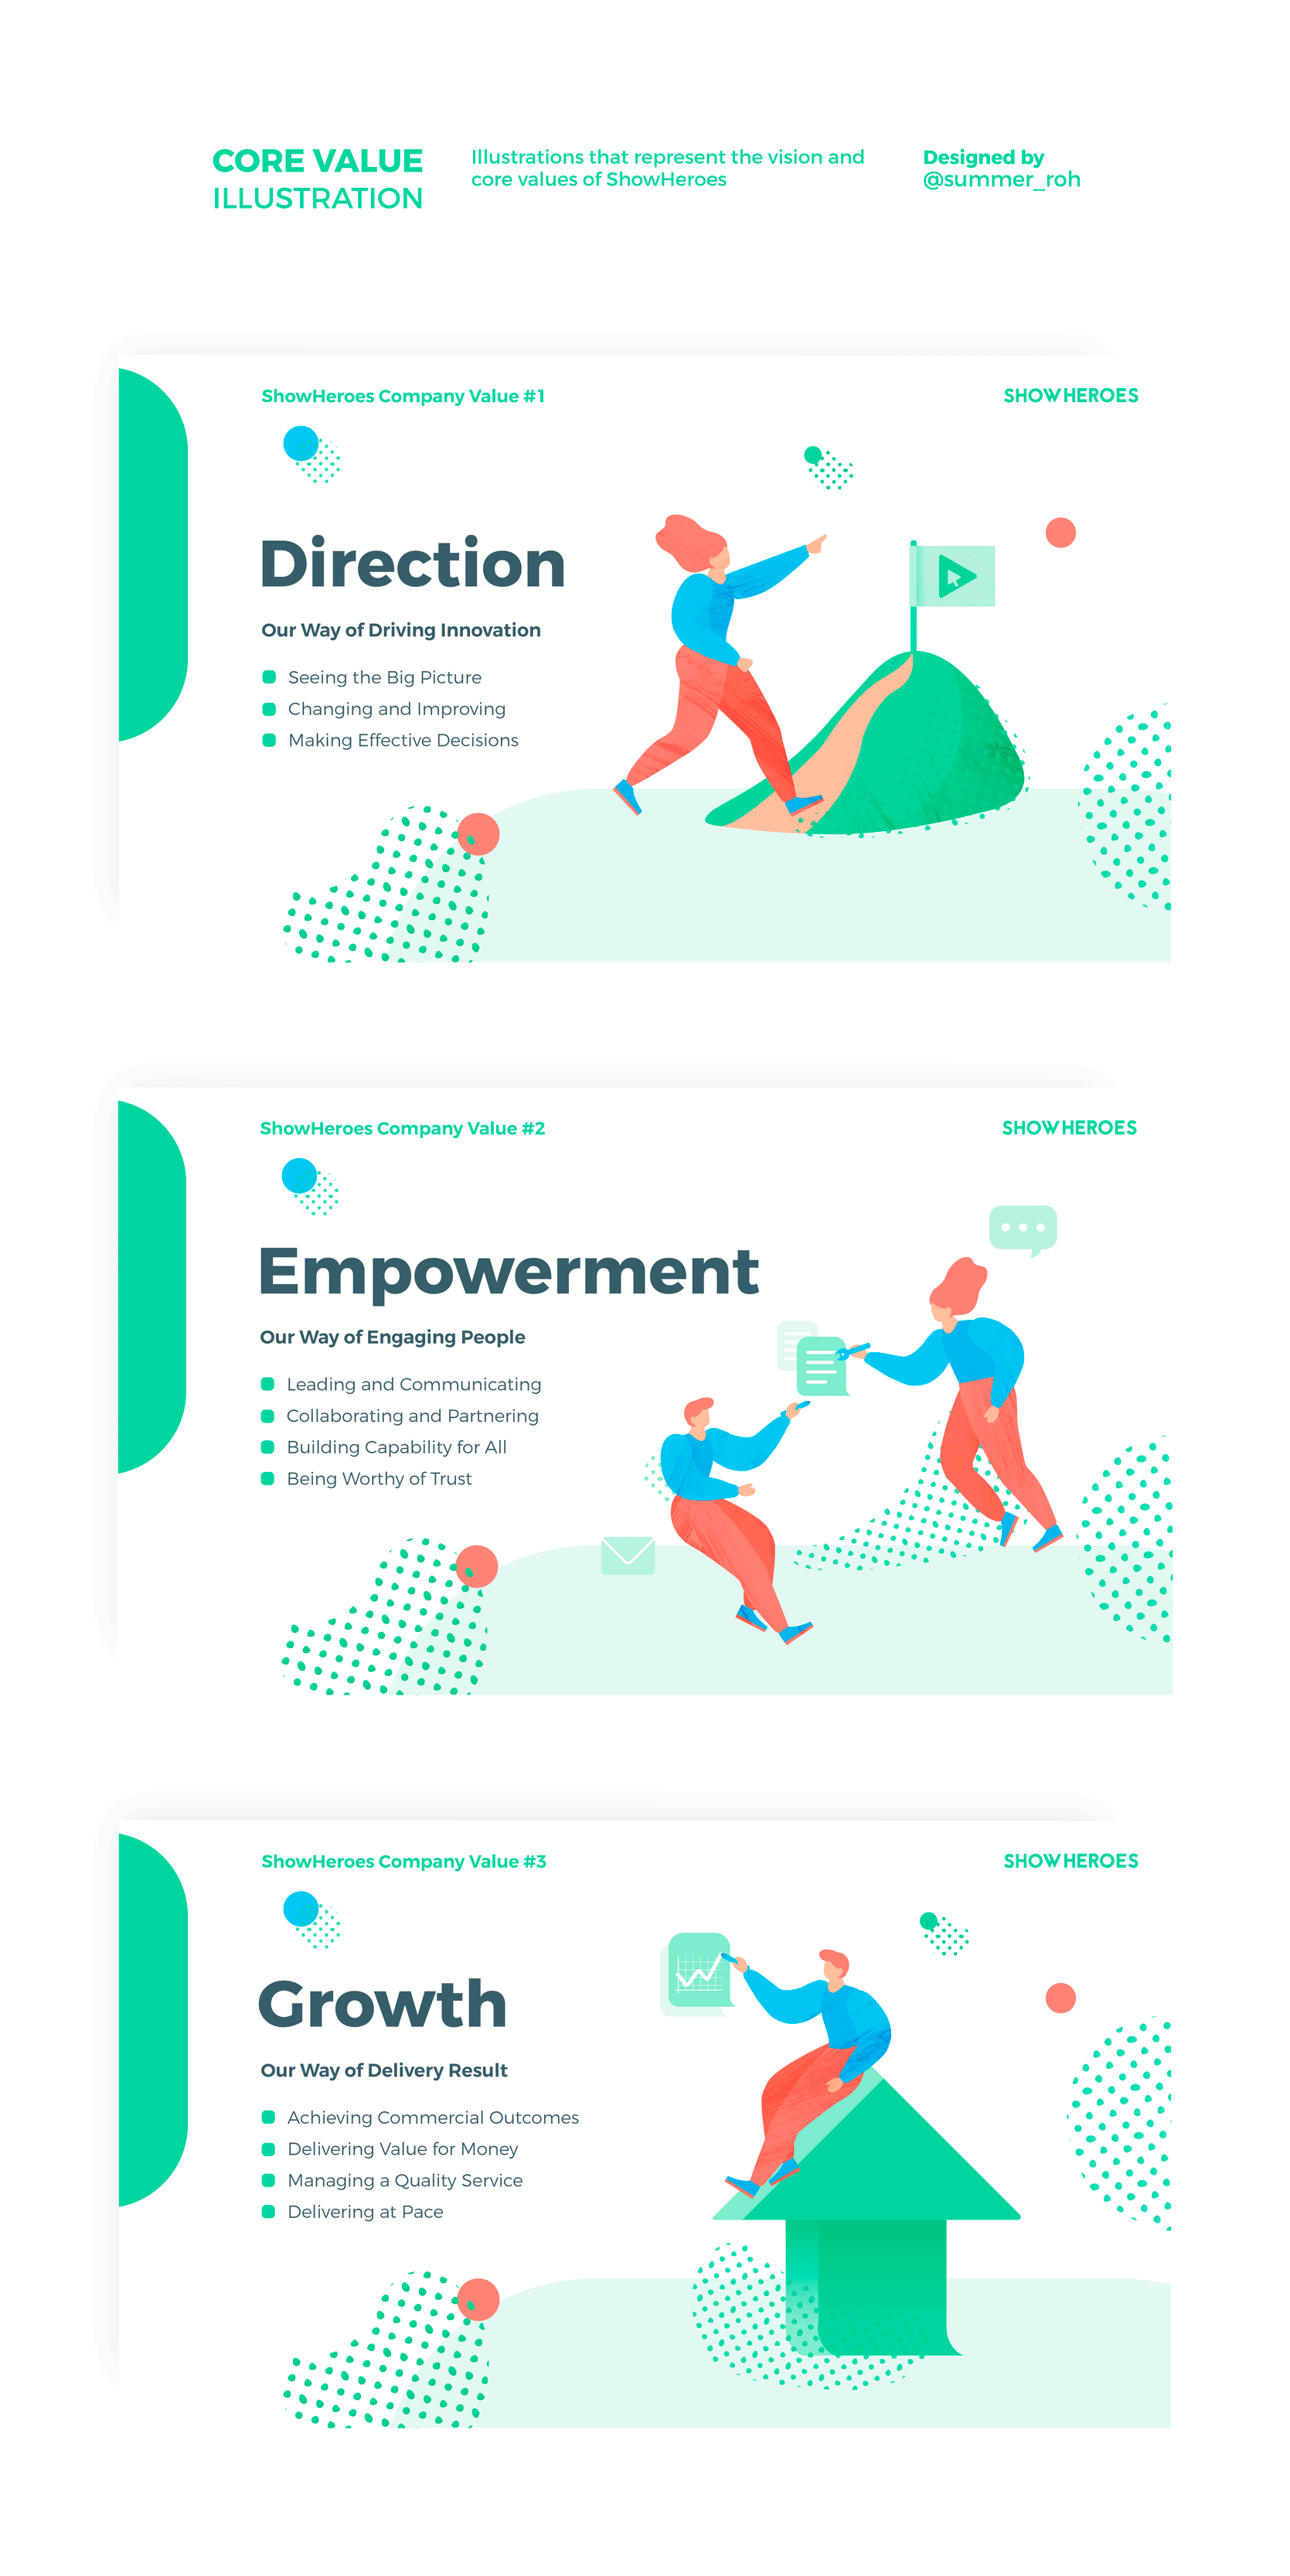 CORE VALUE
ILLUSTRATION
Illustrations that represent the vision and
core values of ShowHeroes
Designed by
@summer_roh
ShowHeroes Company Value #1
SHOWHEROES
Direction
Our Way of Driving Innovation
Seeing the Big Picture
Changing and Improving
Making Effective Decisions
ShowHeroes Company Value #2
SHOWHEROES
Empowerment
Our Way of Engaging People
Leading and Communicating
Collaborating and Partnering
Building Capability for All
Being Worthy of Trust
ShowHeroes Company Value #3
SHOWHEROES
Growth
Our Way of Delivery Result
Achieving Commercial Outcomes
Delivering Value for Money
Managing a Quality Service
Delivering at Pace